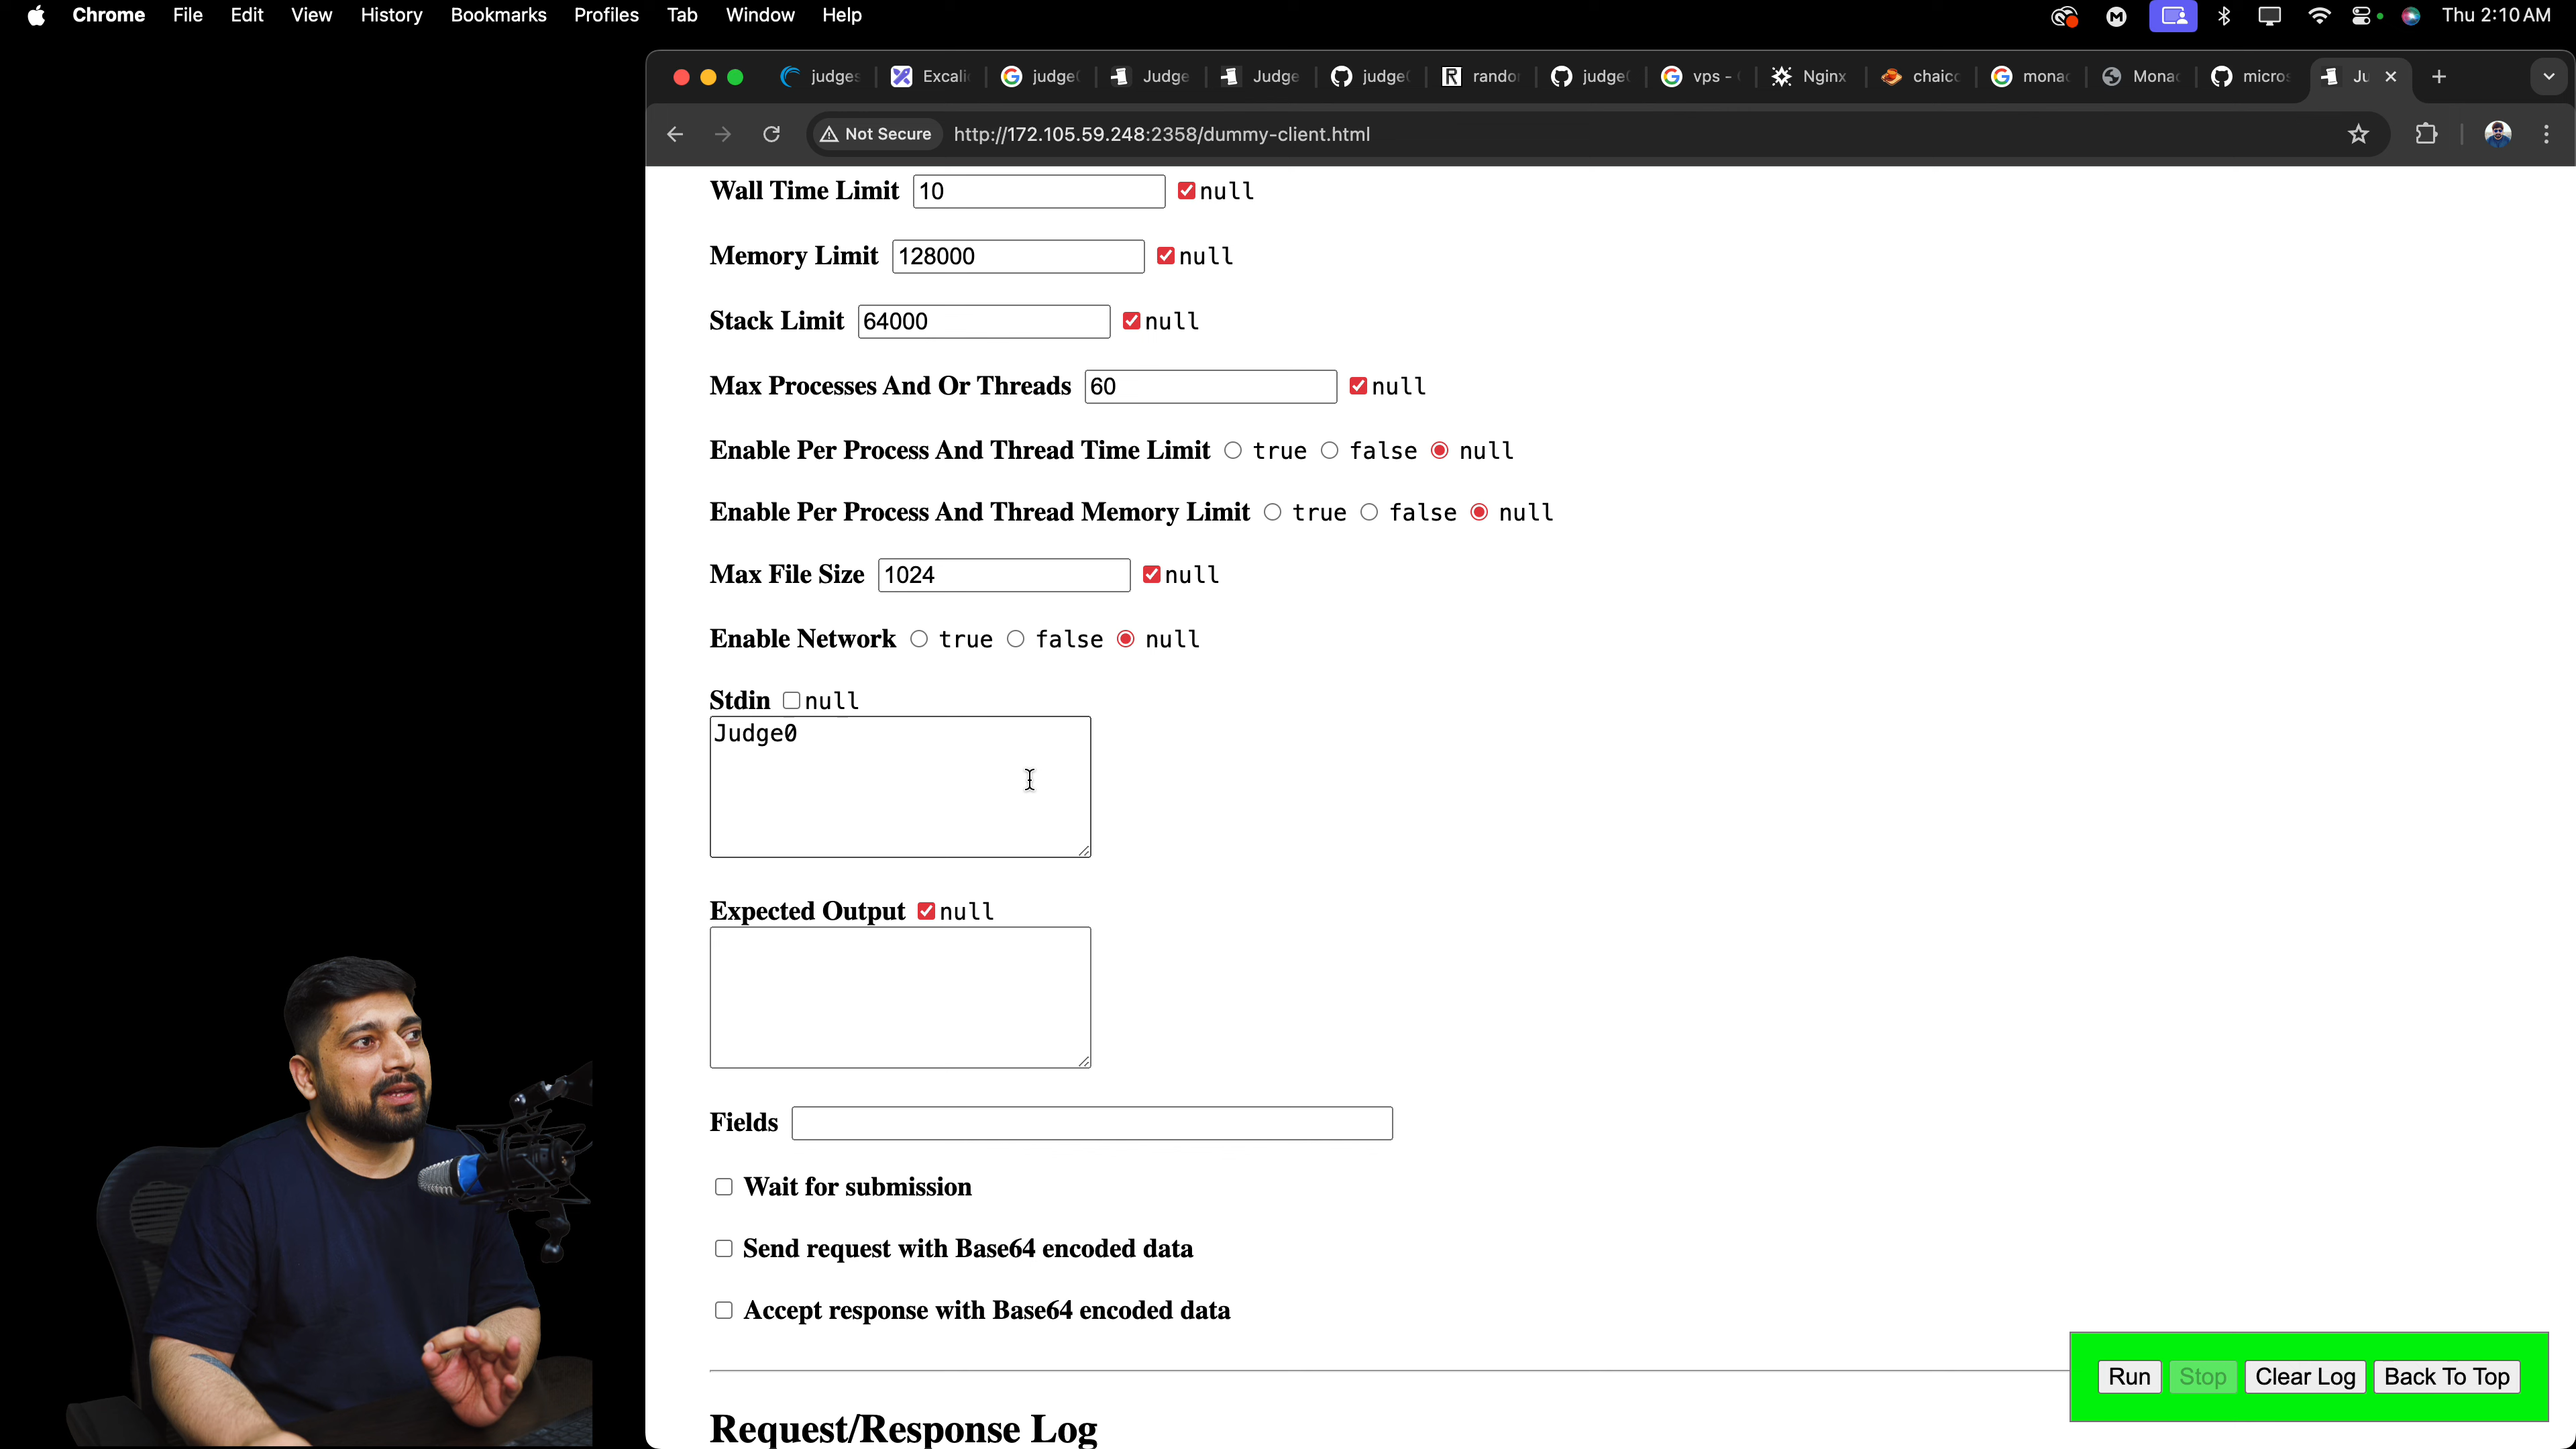 Chrome File Edit View History Bookmarks Profiles Tab Window Help Thu 2:10 AM
judges Excali judge Judge Judge judge rando judge vps - Nginx chaico monac Monac micros Ju
Not Secure http://172.105.59.248:2358/dummy-client.html
Wall Time Limit 10 null
Memory Limit 128000 null
Stack Limit 64000 null
Max Processes And Or Threads 60 null
Enable Per Process And Thread Time Limit true false null
Enable Per Process And Thread Memory Limit true false null
Max File Size 1024 null
Enable Network true false null
Stdin null
Judge0
Expected Output null
Fields
Wait for submission
Send request with Base64 encoded data
Accept response with Base64 encoded data
Run Stop Clear Log Back To Top
Request/Response Log